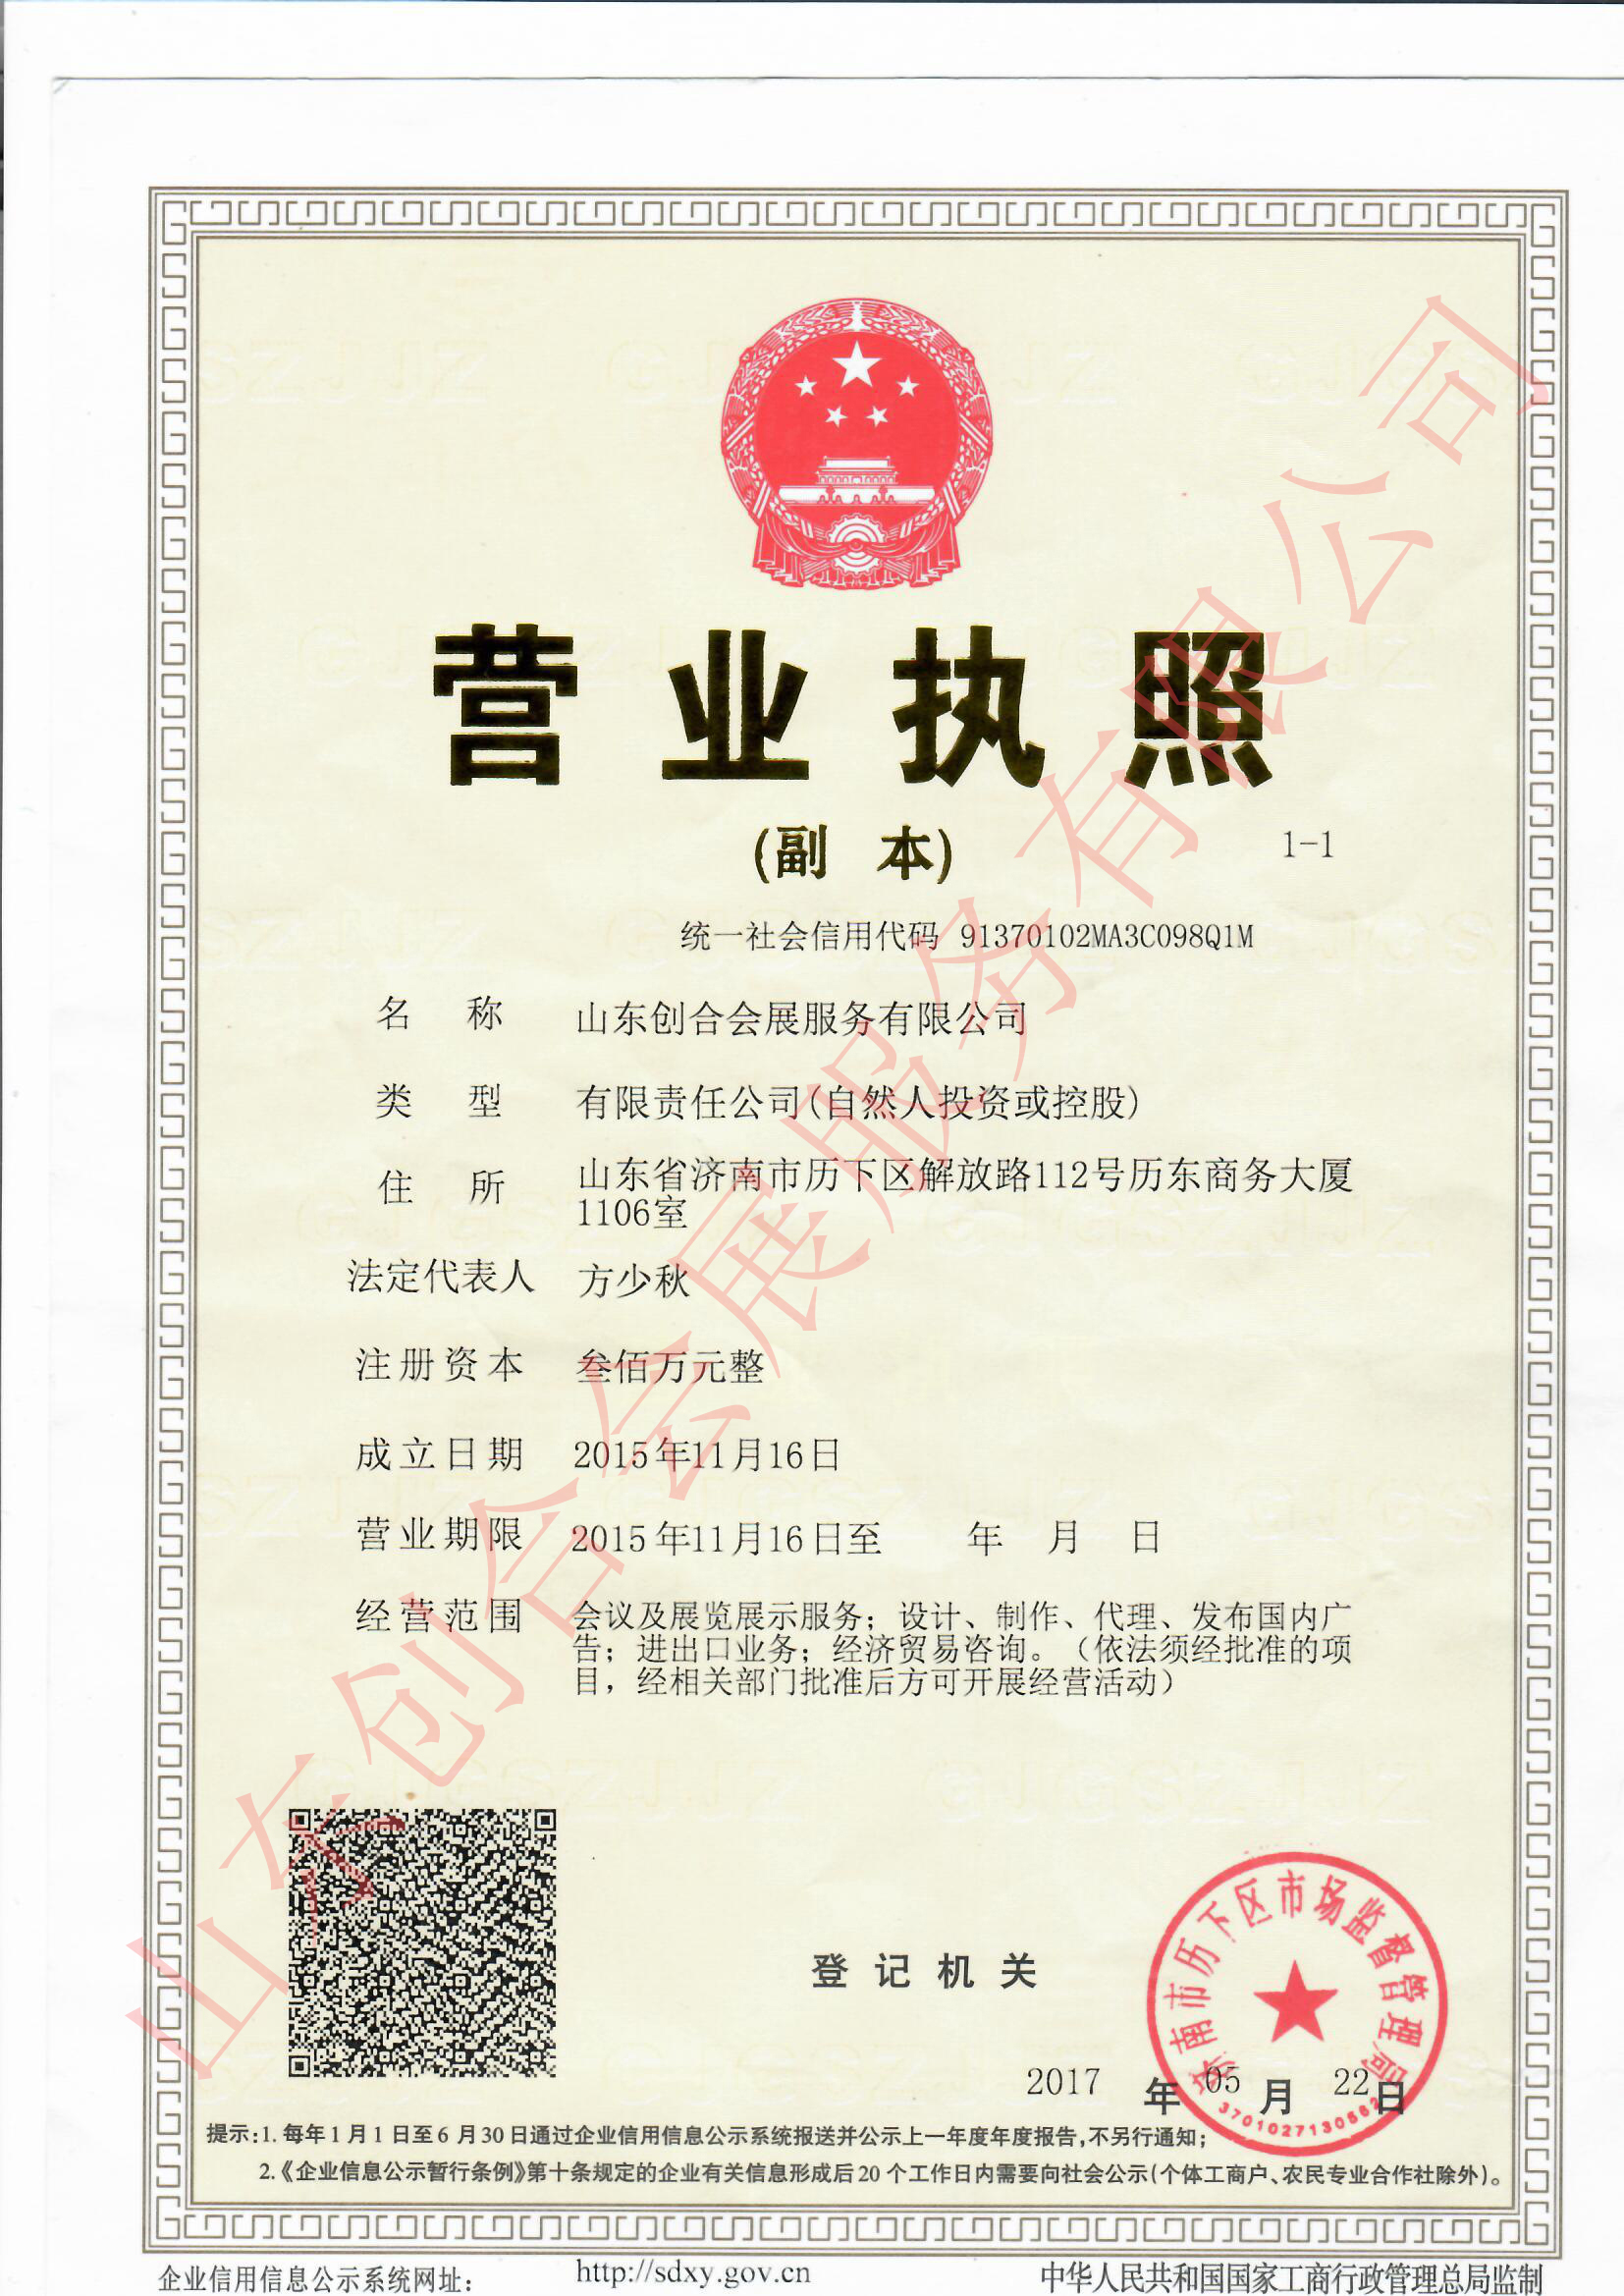 营业执照
(副 本)
1-1
统一社会信用代码 91370102MA3C098Q1M
名 称 山东创合会展服务有限公司
类 型 有限责任公司(自然人投资或控股)
住 所 山东省济南市历下区解放路112号历东商务大厦
1106室
法定代表人 方少秋
注册资本 叁佰万元整
成立日期 2015年11月16日
营业期限 2015年11月16日至 年 月 日
经营范围 会议及展览展示服务；设计、制作、代理、发布国内广
告；进出口业务；经济贸易咨询。（依法须经批准的项
目，经相关部门批准后方可开展经营活动）
山东创合会展服务有限公司
登记机关
济南市历下区市场监督管理局
2017 年 05 月 22 日
提示:1. 每年1月1日至6月30日通过企业信用信息公示系统报送并公示上一年度年度报告,不另行通知;
2.《企业信息公示暂行条例》第十条规定的企业有关信息形成后20个工作日内需要向社会公示(个体工商户、农民专业合作社除外)。
企业信用信息公示系统网址: http://sdxy.gov.cn 中华人民共和国国家工商行政管理总局监制